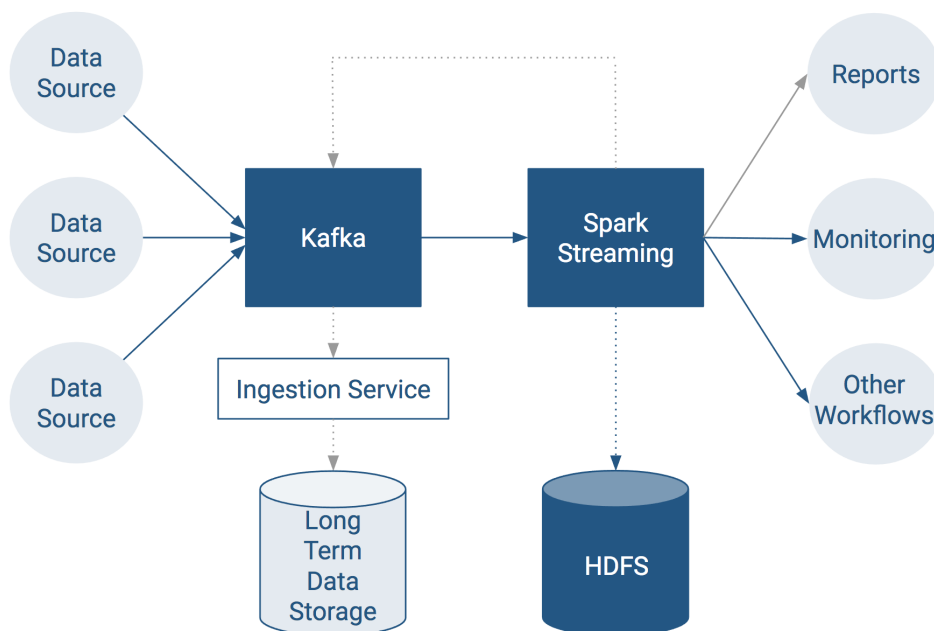 Data
Source
Reports
Data
Source
Kafka
Spark
Streaming
Monitoring
Ingestion Service
Data
Source
Other
Workflows
Long
Term
Data
Storage
HDFS